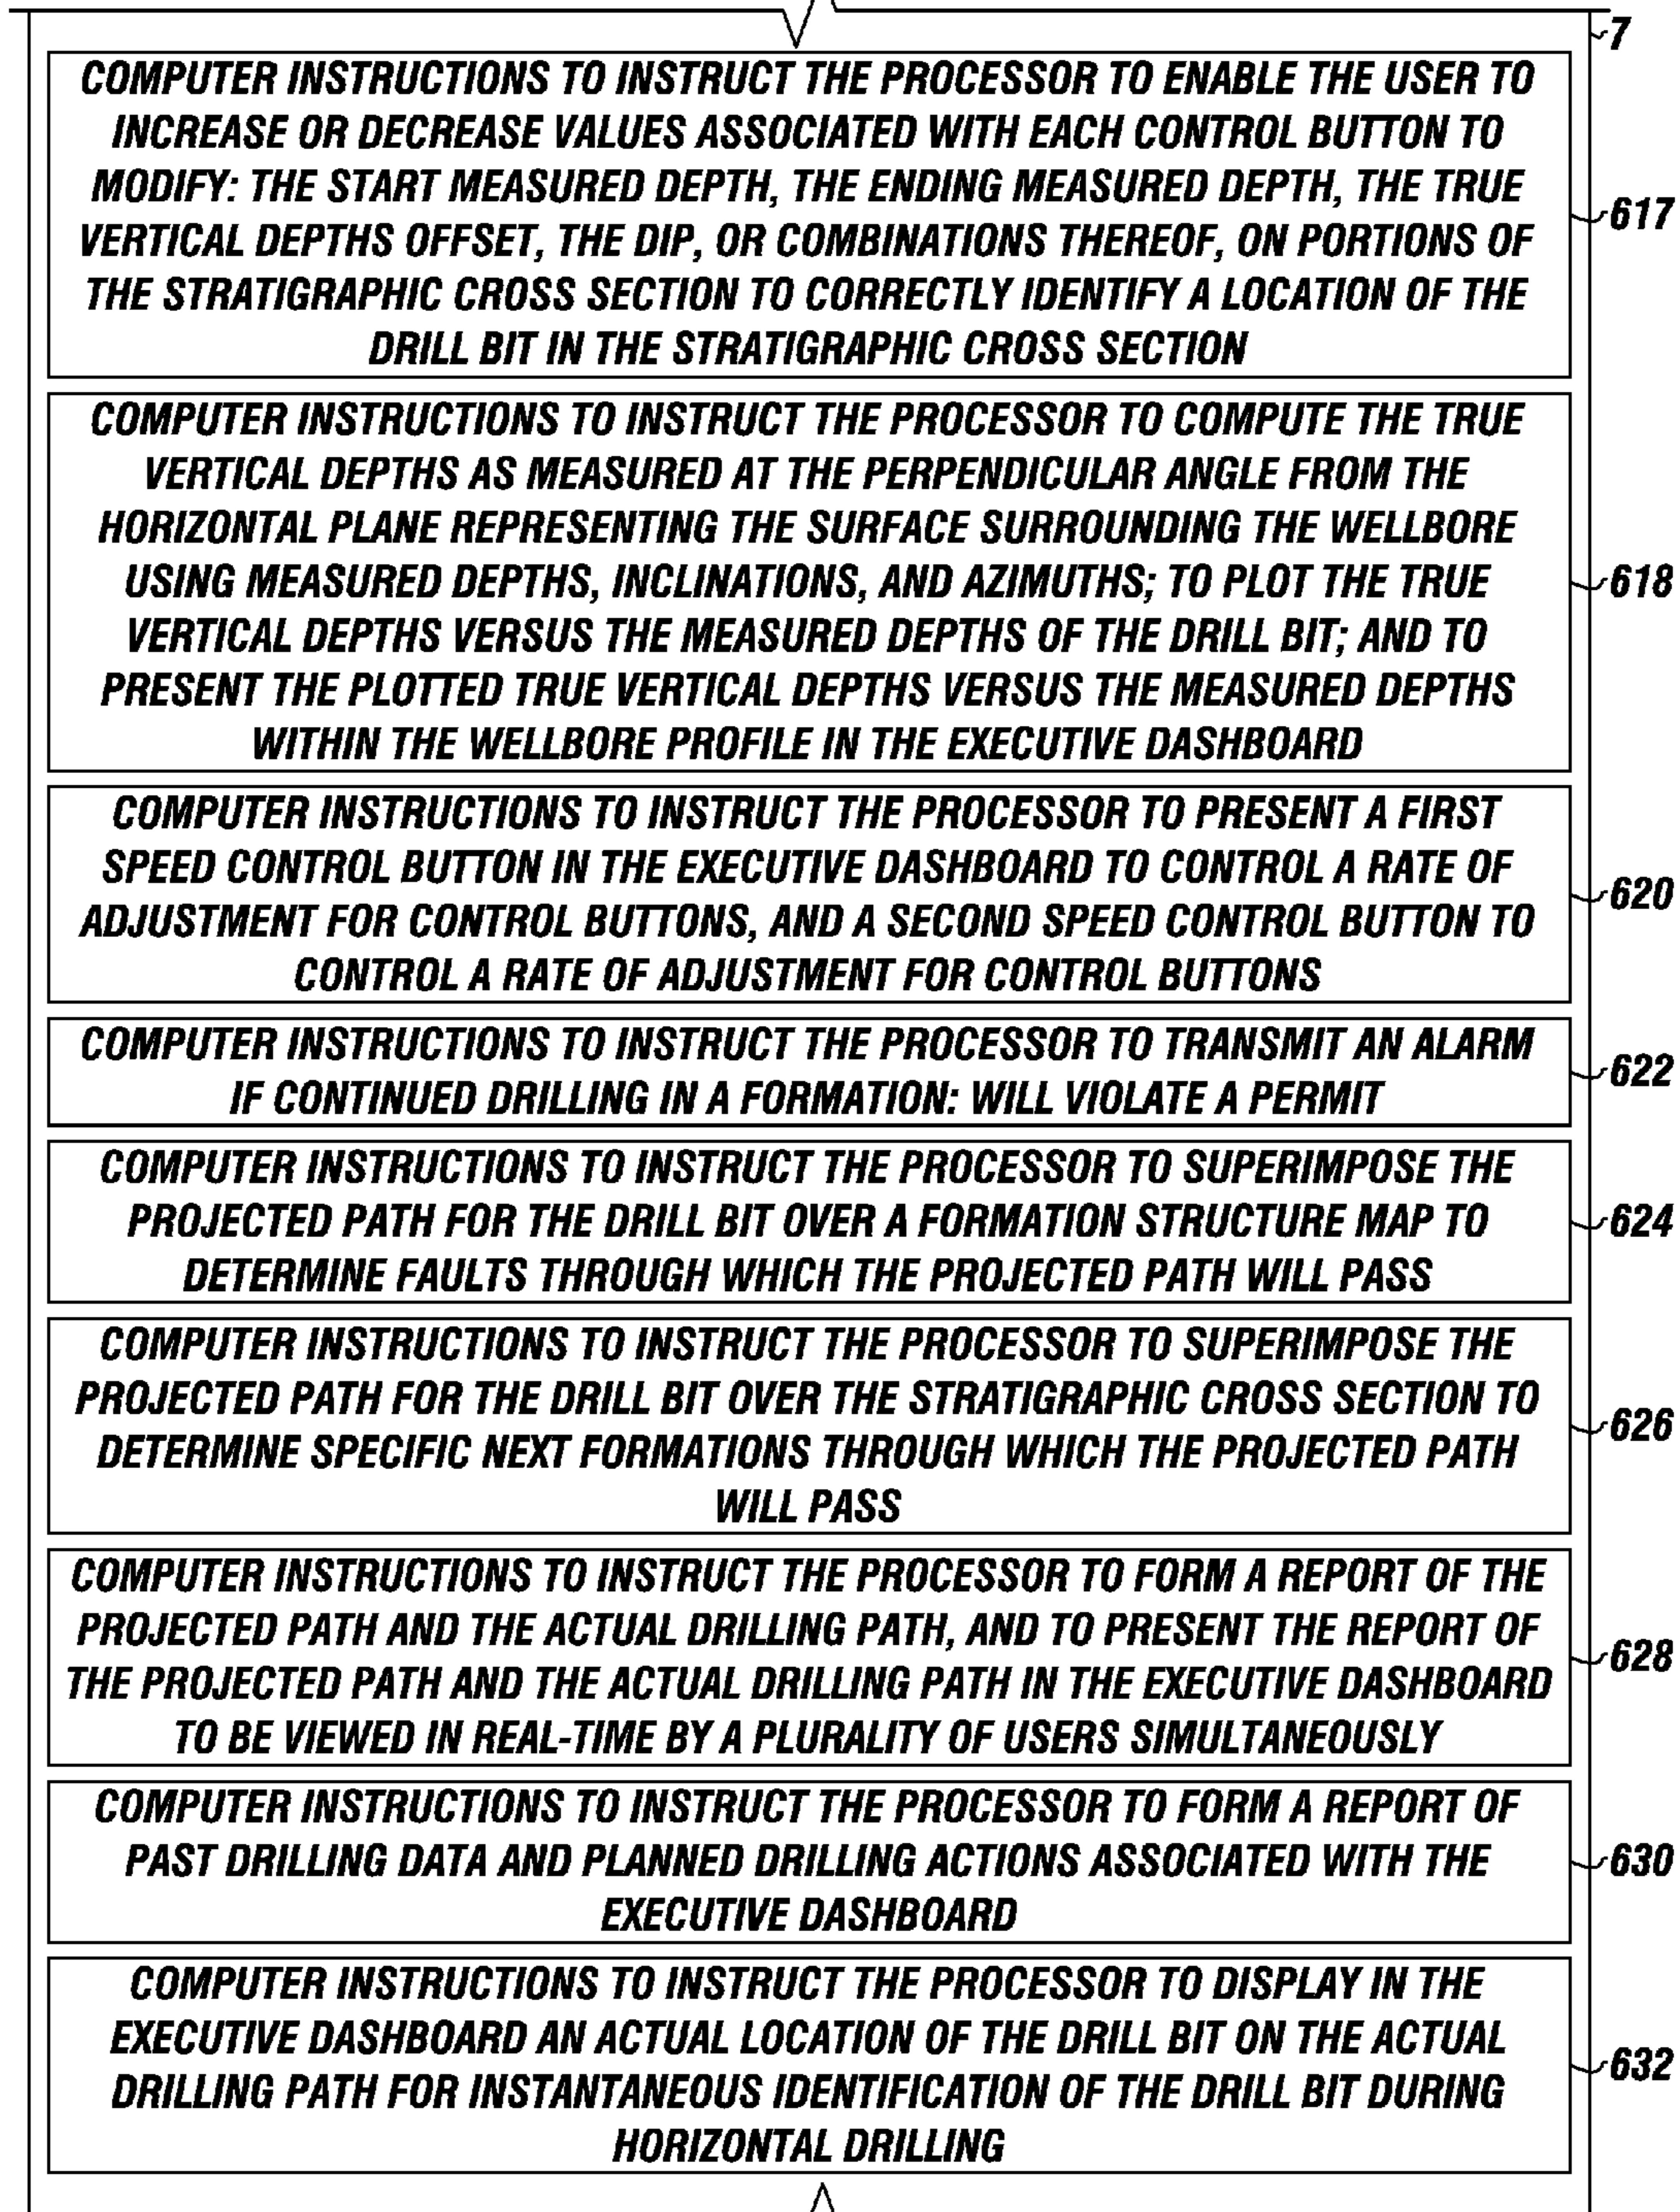 7
COMPUTER INSTRUCTIONS TO INSTRUCT THE PROCESSOR TO ENABLE THE USER TO
INCREASE OR DECREASE VALUES ASSOCIATED WITH EACH CONTROL BUTTON TO
MODIFY: THE START MEASURED DEPTH, THE ENDING MEASURED DEPTH, THE TRUE
VERTICAL DEPTHS OFFSET, THE DIP, OR COMBINATIONS THEREOF, ON PORTIONS OF
THE STRATIGRAPHIC CROSS SECTION TO CORRECTLY IDENTIFY A LOCATION OF THE
DRILL BIT IN THE STRATIGRAPHIC CROSS SECTION
617
COMPUTER INSTRUCTIONS TO INSTRUCT THE PROCESSOR TO COMPUTE THE TRUE
VERTICAL DEPTHS AS MEASURED AT THE PERPENDICULAR ANGLE FROM THE
HORIZONTAL PLANE REPRESENTING THE SURFACE SURROUNDING THE WELLBORE
USING MEASURED DEPTHS, INCLINATIONS, AND AZIMUTHS; TO PLOT THE TRUE
VERTICAL DEPTHS VERSUS THE MEASURED DEPTHS OF THE DRILL BIT; AND TO
PRESENT THE PLOTTED TRUE VERTICAL DEPTHS VERSUS THE MEASURED DEPTHS
WITHIN THE WELLBORE PROFILE IN THE EXECUTIVE DASHBOARD
618
COMPUTER INSTRUCTIONS TO INSTRUCT THE PROCESSOR TO PRESENT A FIRST
SPEED CONTROL BUTTON IN THE EXECUTIVE DASHBOARD TO CONTROL A RATE OF
ADJUSTMENT FOR CONTROL BUTTONS, AND A SECOND SPEED CONTROL BUTTON TO
CONTROL A RATE OF ADJUSTMENT FOR CONTROL BUTTONS
620
COMPUTER INSTRUCTIONS TO INSTRUCT THE PROCESSOR TO TRANSMIT AN ALARM
IF CONTINUED DRILLING IN A FORMATION: WILL VIOLATE A PERMIT
622
COMPUTER INSTRUCTIONS TO INSTRUCT THE PROCESSOR TO SUPERIMPOSE THE
PROJECTED PATH FOR THE DRILL BIT OVER A FORMATION STRUCTURE MAP TO
DETERMINE FAULTS THROUGH WHICH THE PROJECTED PATH WILL PASS
624
COMPUTER INSTRUCTIONS TO INSTRUCT THE PROCESSOR TO SUPERIMPOSE THE
PROJECTED PATH FOR THE DRILL BIT OVER THE STRATIGRAPHIC CROSS SECTION TO
DETERMINE SPECIFIC NEXT FORMATIONS THROUGH WHICH THE PROJECTED PATH
WILL PASS
626
COMPUTER INSTRUCTIONS TO INSTRUCT THE PROCESSOR TO FORM A REPORT OF THE
PROJECTED PATH AND THE ACTUAL DRILLING PATH, AND TO PRESENT THE REPORT OF
THE PROJECTED PATH AND THE ACTUAL DRILLING PATH IN THE EXECUTIVE DASHBOARD
TO BE VIEWED IN REAL-TIME BY A PLURALITY OF USERS SIMULTANEOUSLY
628
COMPUTER INSTRUCTIONS TO INSTRUCT THE PROCESSOR TO FORM A REPORT OF
PAST DRILLING DATA AND PLANNED DRILLING ACTIONS ASSOCIATED WITH THE
EXECUTIVE DASHBOARD
630
COMPUTER INSTRUCTIONS TO INSTRUCT THE PROCESSOR TO DISPLAY IN THE
EXECUTIVE DASHBOARD AN ACTUAL LOCATION OF THE DRILL BIT ON THE ACTUAL
DRILLING PATH FOR INSTANTANEOUS IDENTIFICATION OF THE DRILL BIT DURING
HORIZONTAL DRILLING
632